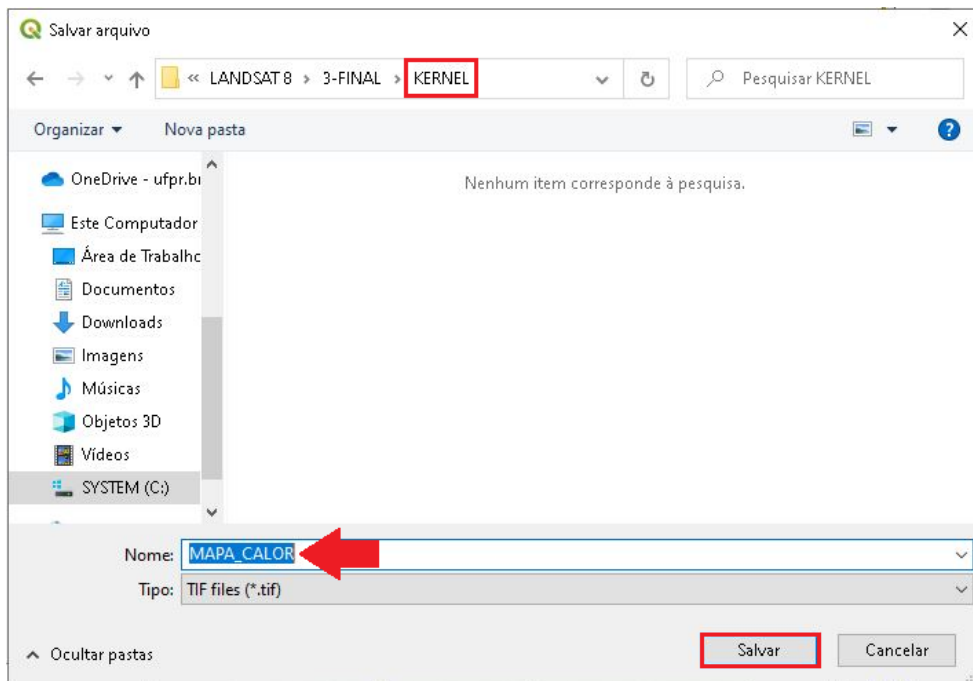 Salvar arquivo
« LANDSAT 8 › 3-FINAL › KERNEL
Pesquisar KERNEL
Organizar
Nova pasta
OneDrive - ufpr.br
Nenhum item corresponde à pesquisa.
Este Computador
Área de Trabalho
Documentos
Downloads
Imagens
Músicas
Objetos 3D
Vídeos
SYSTEM (C:)
Nome: MAPA_CALOR
Tipo: TIF files (*.tif)
Ocultar pastas
Salvar
Cancelar